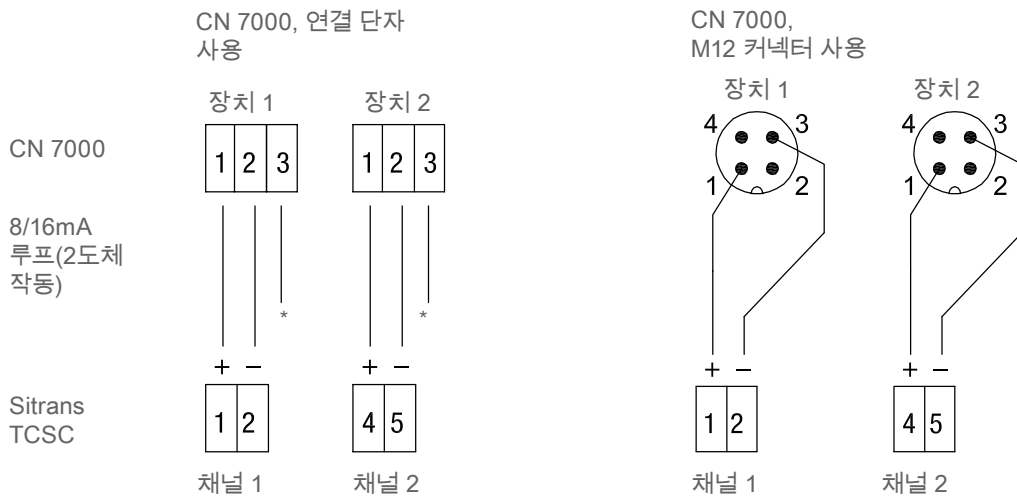 CN 7000, 연결 단자
사용
CN 7000,
M12 커넥터 사용
장치 1
장치 2
장치 1
장치 2
CN 7000
1 2 3
1 2 3
4 3
1 2
4 3
1 2
8/16mA
루프(2도체
작동)
*
*
+ −
+ −
+ −
+ −
Sitrans
TCSC
1 2
4 5
1 2
4 5
채널 1
채널 2
채널 1
채널 2